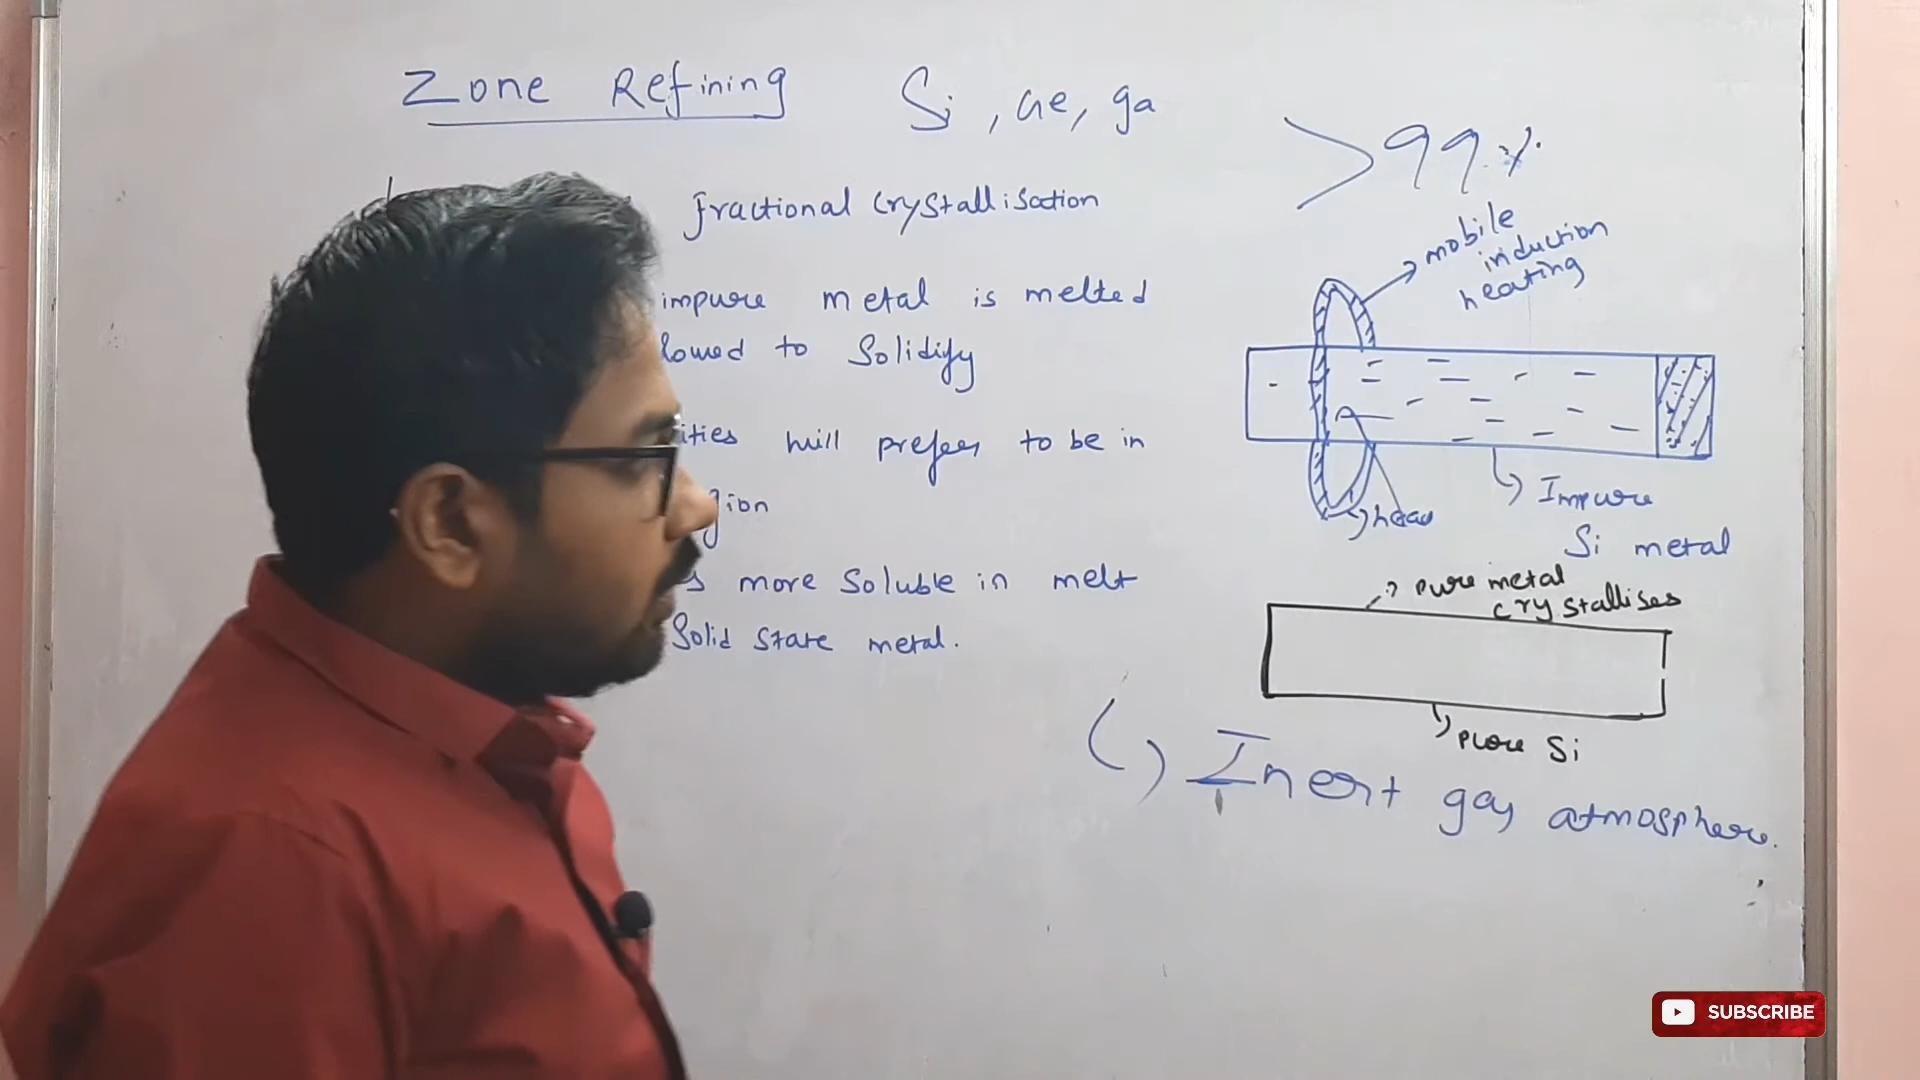 Zone Refining Si, Ge, ga
>99%
fractional Crystallisation
impure metal is melted
lowed to Solidify
ities will prefer to be in
gion
s more Soluble in melt
Solid state metal.
mobile
induction
heating
Impure
Si metal
pure metal
crystallises
pure Si
Inert gas atmosphere.
SUBSCRIBE